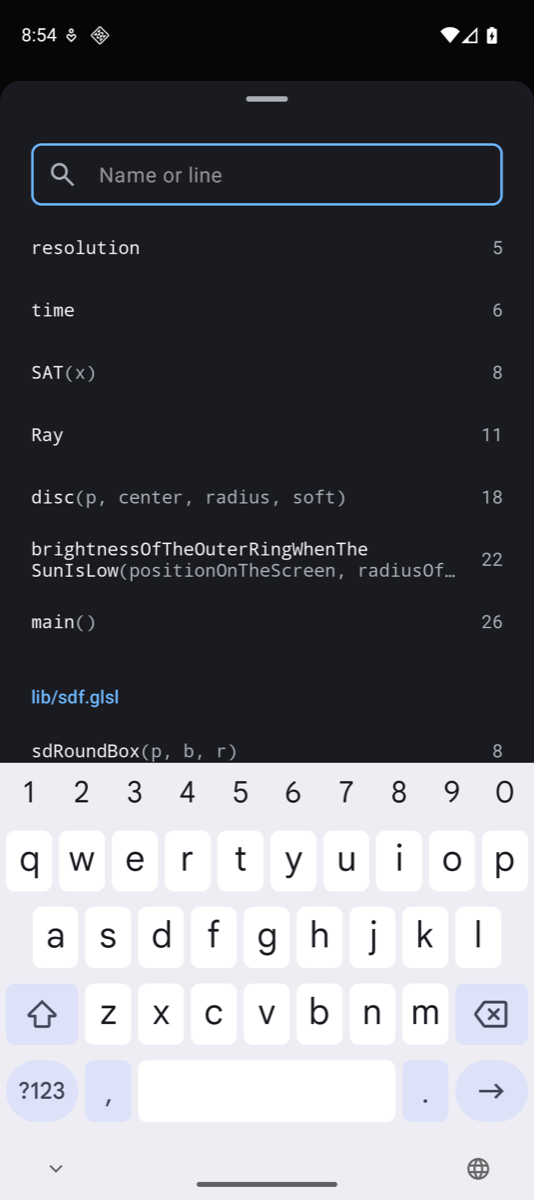 8:54
Name or line
resolution 5
time 6
SAT(x) 8
Ray 11
disc(p, center, radius, soft) 18
brightnessOfTheOuterRingWhenThe
SunIsLow(positionOnTheScreen, radiusOf… 22
main() 26
lib/sdf.glsl
sdRoundBox(p, b, r) 8
1 2 3 4 5 6 7 8 9 0
q w e r t y u i o p
a s d f g h j k l
z x c v b n m
?123 , .